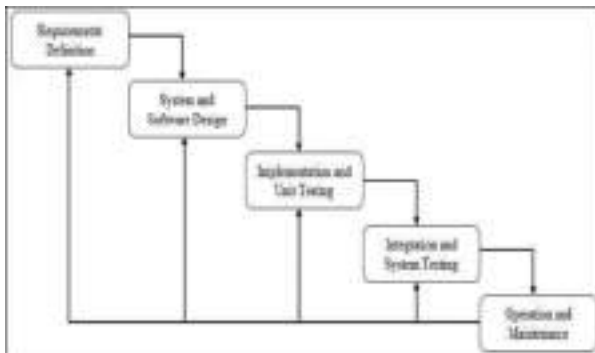 Requirements
Definition
System and
Software Design
Implementation and
Unit Testing
Integration and
System Testing
Operation and
Maintenance